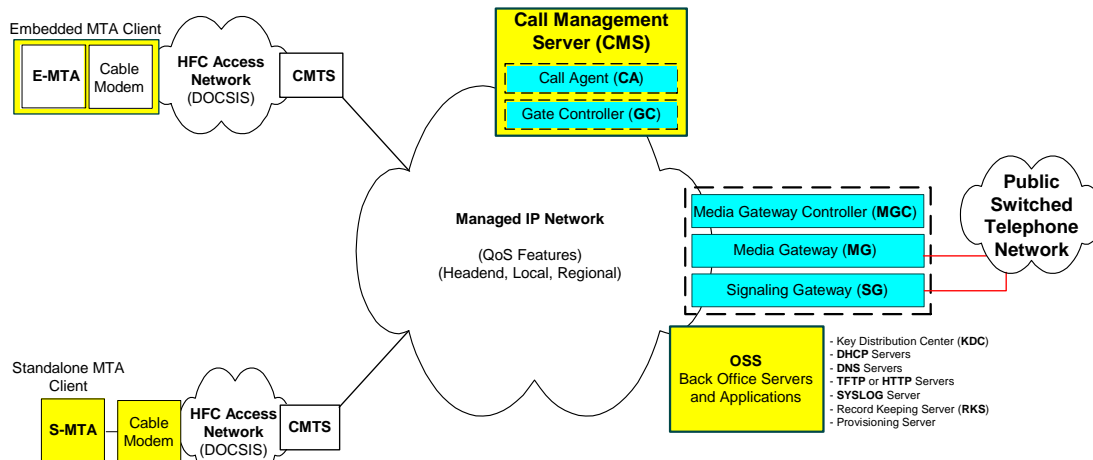 Embedded MTA Client
E-MTA
Cable
Modem
HFC Access
Network
(DOCSIS)
CMTS
Call Management
Server (CMS)
Call Agent (CA)
Gate Controller (GC)
Managed IP Network
(QoS Features)
(Headend, Local, Regional)
Media Gateway Controller (MGC)
Media Gateway (MG)
Signaling Gateway (SG)
Public
Switched
Telephone
Network
OSS
Back Office Servers
and Applications
- Key Distribution Center (KDC)
- DHCP Servers
- DNS Servers
- TFTP or HTTP Servers
- SYSLOG Server
- Record Keeping Server (RKS)
- Provisioning Server
Standalone MTA
Client
S-MTA
Cable
Modem
HFC Access
Network
(DOCSIS)
CMTS